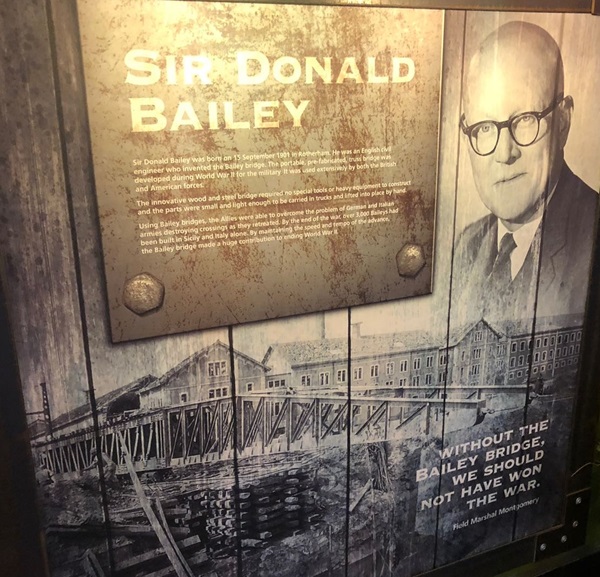 SIR DONALD
BAILEY
Sir Donald Bailey was born on 15 September 1901 in Rotherham. He was an English civil
engineer who invented the Bailey bridge. The portable, pre-fabricated, truss bridge was
developed during World War II for the military. It was used extensively by both the British
and American forces.
The innovative wood and steel bridge required no special tools or heavy equipment to construct
and the parts were small and light enough to be carried in trucks and lifted into place by hand.
Using Bailey bridges, the Allies were able to overcome the problem of German and Italian
armies destroying crossings as they retreated. By the end of the war, over 3,000 Baileys had
been built in Sicily and Italy alone. By maintaining the speed and tempo of the advance,
the Bailey bridge made a huge contribution to ending World War II.
WITHOUT THE
BAILEY BRIDGE,
WE SHOULD
NOT HAVE WON
THE WAR.
Field Marshal Montgomery